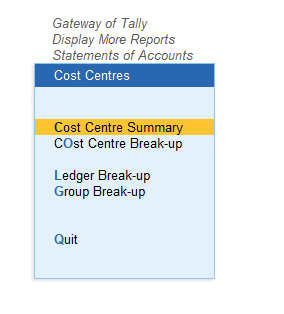 Gateway of Tally
Display More Reports
Statements of Accounts
Cost Centres
Cost Centre Summary
COst Centre Break-up
Ledger Break-up
Group Break-up
Quit